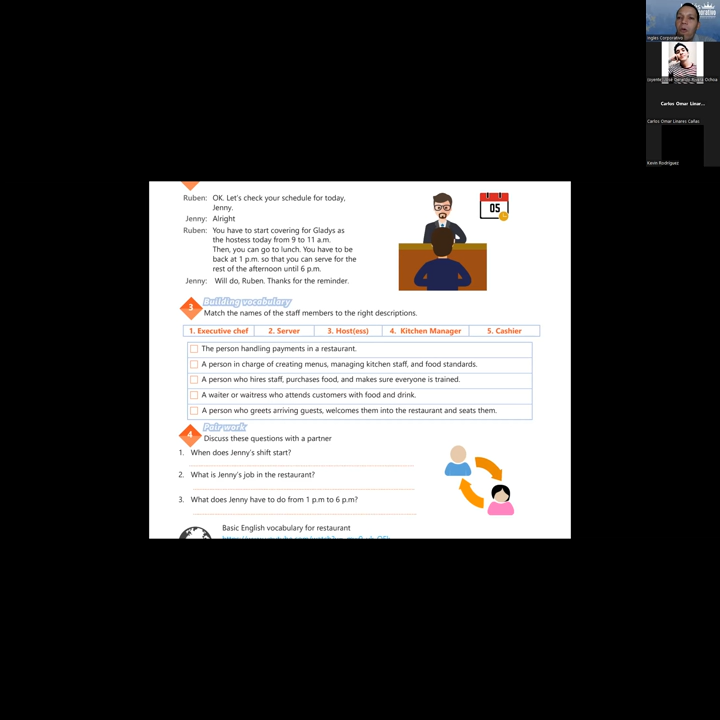 Ruben: OK. Let's check your schedule for today,
Jenny.
Jenny: Alright
Ruben: You have to start covering for Gladys as
the hostess today from 9 to 11 a.m.
Then, you can go to lunch. You have to be
back at 1 p.m. so that you can serve for the
rest of the afternoon until 6 p.m.
Jenny: Will do, Ruben. Thanks for the reminder.
05
3 Building vocabulary
Match the names of the staff members to the right descriptions.
1. Executive chef 2. Server 3. Host(ess) 4. Kitchen Manager 5. Cashier
The person handling payments in a restaurant.
A person in charge of creating menus, managing kitchen staff, and food standards.
A person who hires staff, purchases food, and makes sure everyone is trained.
A waiter or waitress who attends customers with food and drink.
A person who greets arriving guests, welcomes them into the restaurant and seats them.
4 Pair work
Discuss these questions with a partner
1. When does Jenny's shift start?
2. What is Jenny's job in the restaurant?
3. What does Jenny have to do from 1 p.m to 6 p.m?
Basic English vocabulary for restaurant
Ingles Corporativo
Carlos Omar Linar...
Carlos Omar Linares Cañas
Kevin Rodriguez